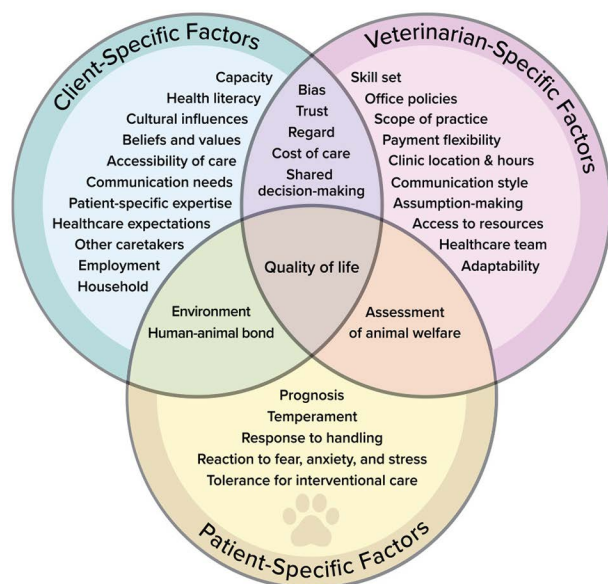 Client-Specific Factors
Capacity
Health literacy
Cultural influences
Beliefs and values
Accessibility of care
Communication needs
Patient-specific expertise
Healthcare expectations
Other caretakers
Employment
Household
Bias
Trust
Regard
Cost of care
Shared
decision-making
Veterinarian-Specific Factors
Skill set
Office policies
Scope of practice
Payment flexibility
Clinic location & hours
Communication style
Assumption-making
Access to resources
Healthcare team
Adaptability
Quality of life
Environment
Human-animal bond
Assessment
of animal welfare
Prognosis
Temperament
Response to handling
Reaction to fear, anxiety, and stress
Tolerance for interventional care
Patient-Specific Factors